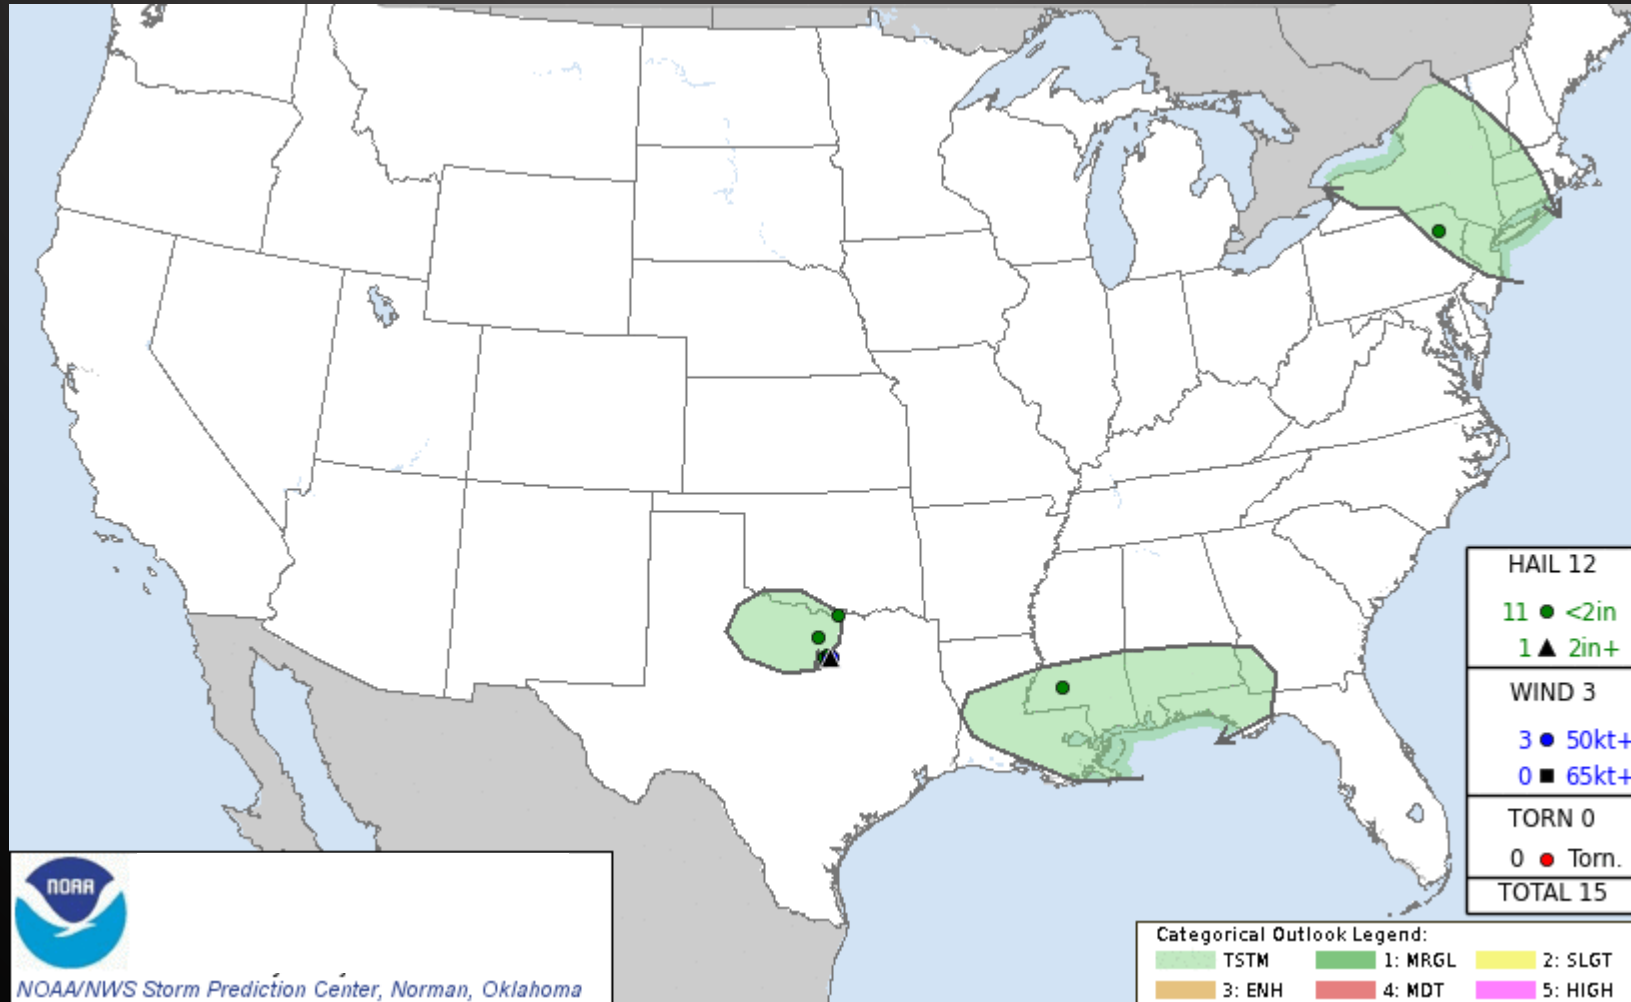 HAIL 12
11 <2in
1 2in+
WIND 3
3 50kt+
0 65kt+
TORN 0
0 Torn.
TOTAL 15
NOAA
NOAA/NWS Storm Prediction Center, Norman, Oklahoma
Categorical Outlook Legend:
TSTM 1: MRGL 2: SLGT
3: ENH 4: MDT 5: HIGH